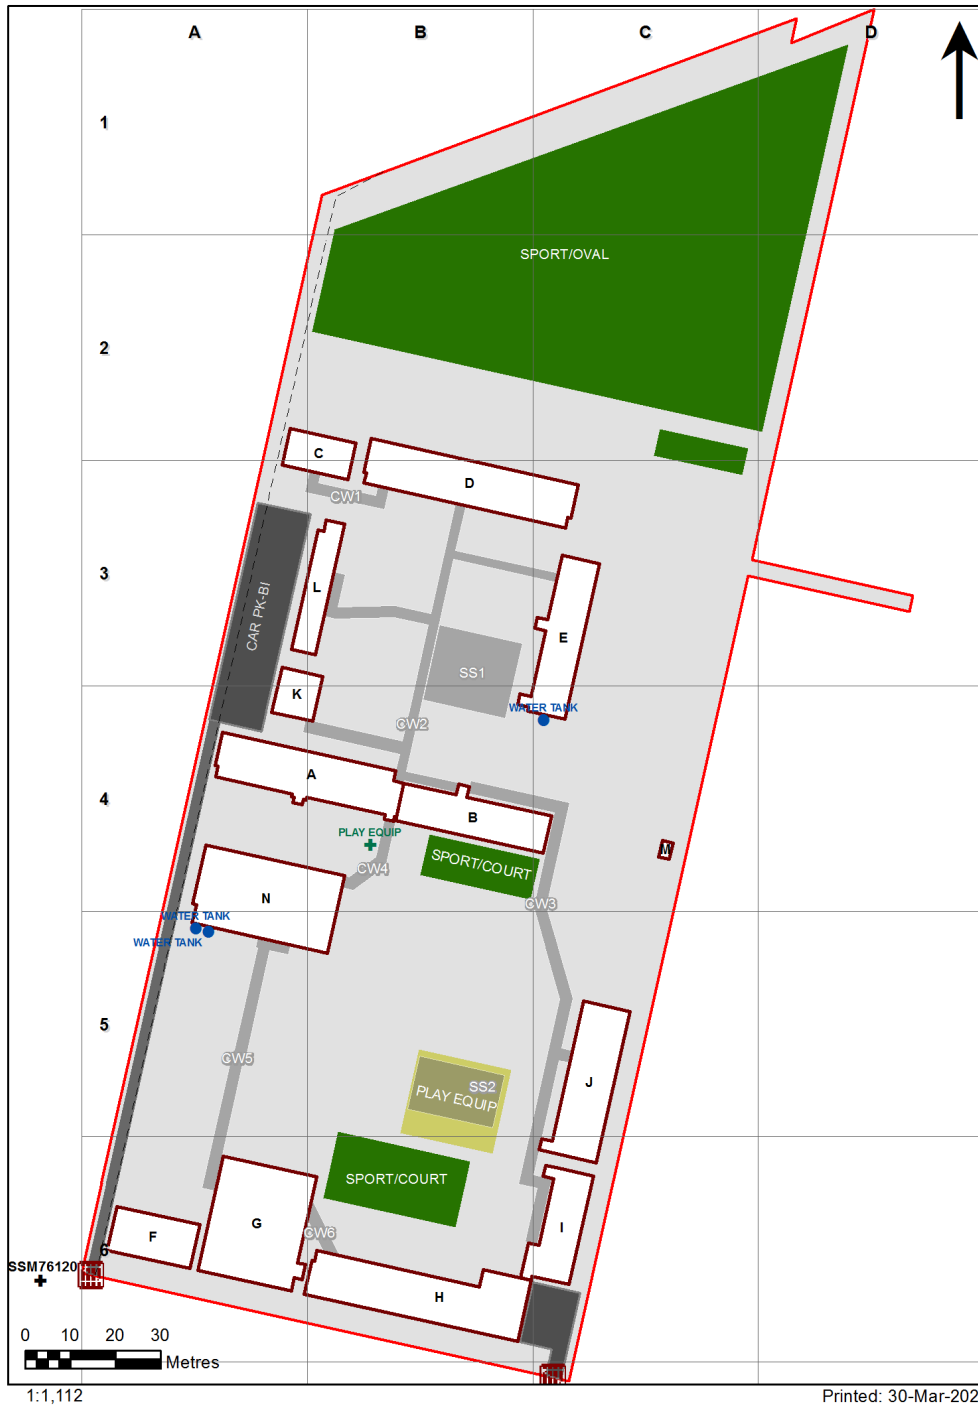 A B C D
1
SPORT/OVAL
2
C
D
CW1
3
L
CAR PK-BI
E
SS1
K
WATER TANK
CW2
A
4
B
PLAY EQUIP
SPORT/COURT
M
CW4
N
CW3
WATER TANK
WATER TANK
5
CW5
J
SS2
PLAY EQUIP
SPORT/COURT
G
I
CW6
F
6
SSM76120
H
0 10 20 30
Metres
1:1,112
Printed: 30-Mar-202